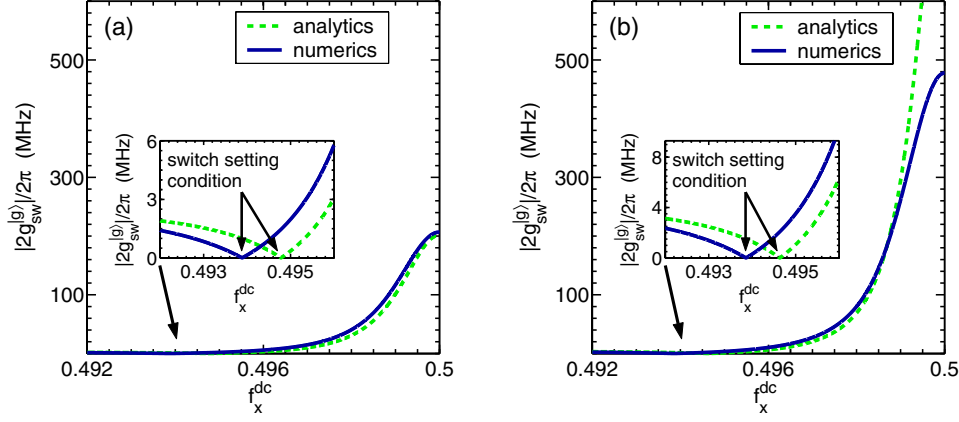 (a)
analytics
numerics
|2g_sw^|g⟩|/2π (MHz)
500
300
100
0.492
0.496
0.5
f_x^dc
switch setting
condition
|2g_sw^|g⟩|/2π (MHz)
6
3
0
0.493
0.495
f_x^dc
(b)
analytics
numerics
|2g_sw^|g⟩|/2π (MHz)
500
300
100
0.492
0.496
0.5
f_x^dc
switch setting
condition
|2g_sw^|g⟩|/2π (MHz)
8
4
0
0.493
0.495
f_x^dc